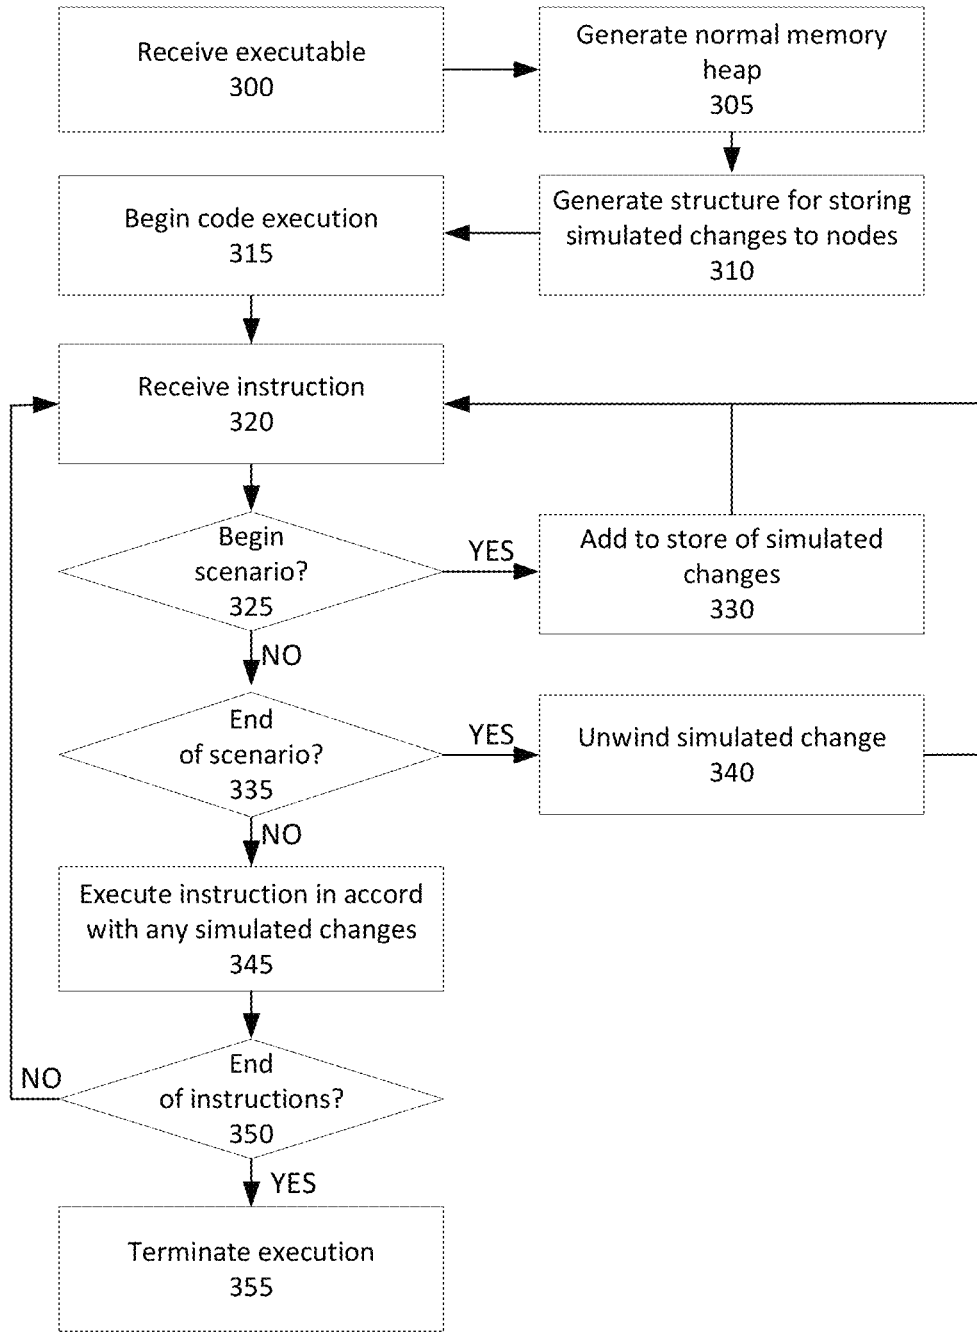 Receive executable
300
Generate normal memory
heap
305
Generate structure for storing
simulated changes to nodes
310
Begin code execution
315
Receive instruction
320
Begin
scenario?
325
YES
Add to store of simulated
changes
330
NO
End
of scenario?
335
YES
Unwind simulated change
340
NO
Execute instruction in accord
with any simulated changes
345
End
of instructions?
350
NO
YES
Terminate execution
355